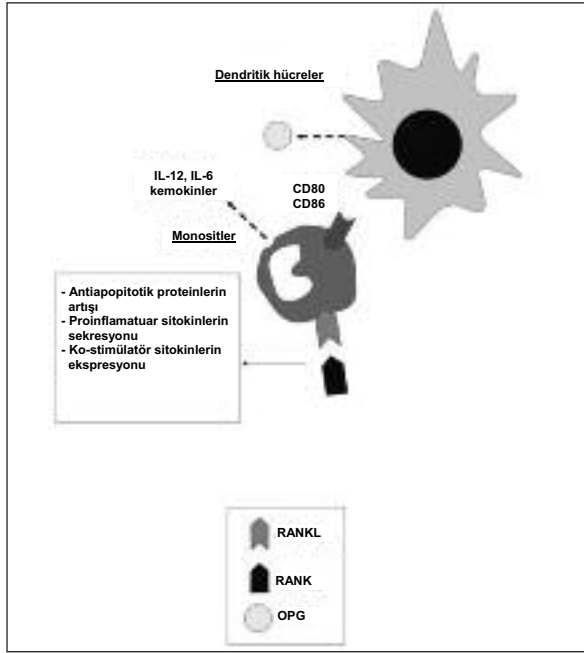 Dendritik hücreler
IL-12, IL-6
kemokinler
CD80
CD86
Monositler
- Antiapopitotik proteinlerin
artışı
- Proinflamatuar sitokinlerin
sekresyonu
- Ko-stimülatör sitokinlerin
ekspresyonu
RANKL
RANK
OPG